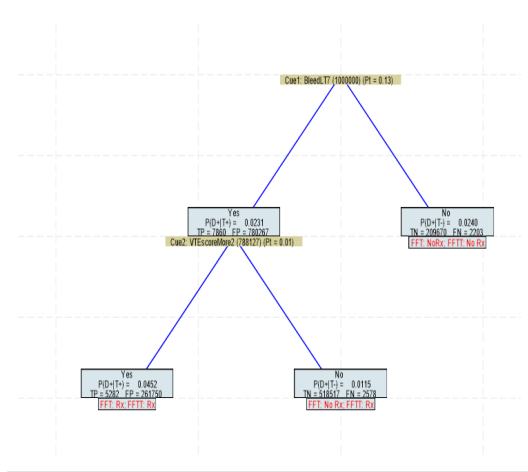 Cue1: BleedLT7 (1000000) (Pt = 0.13)
Yes
P(D+|T+) = 0.0231
TP = 7860 FP = 780267
No
P(D+|T-) = 0.0240
TN = 209670 FN = 2203
FFT: NoRx; FFTT: No Rx
Cue2: VTEscoreMore2 (788127) (Pt = 0.01)
Yes
P(D+|T+) = 0.0452
TP = 5282 FP = 261750
FFT: Rx; FFTT: Rx
No
P(D+|T-) = 0.0115
TN = 518517 FN = 2578
FFT: No Rx; FFTT: Rx